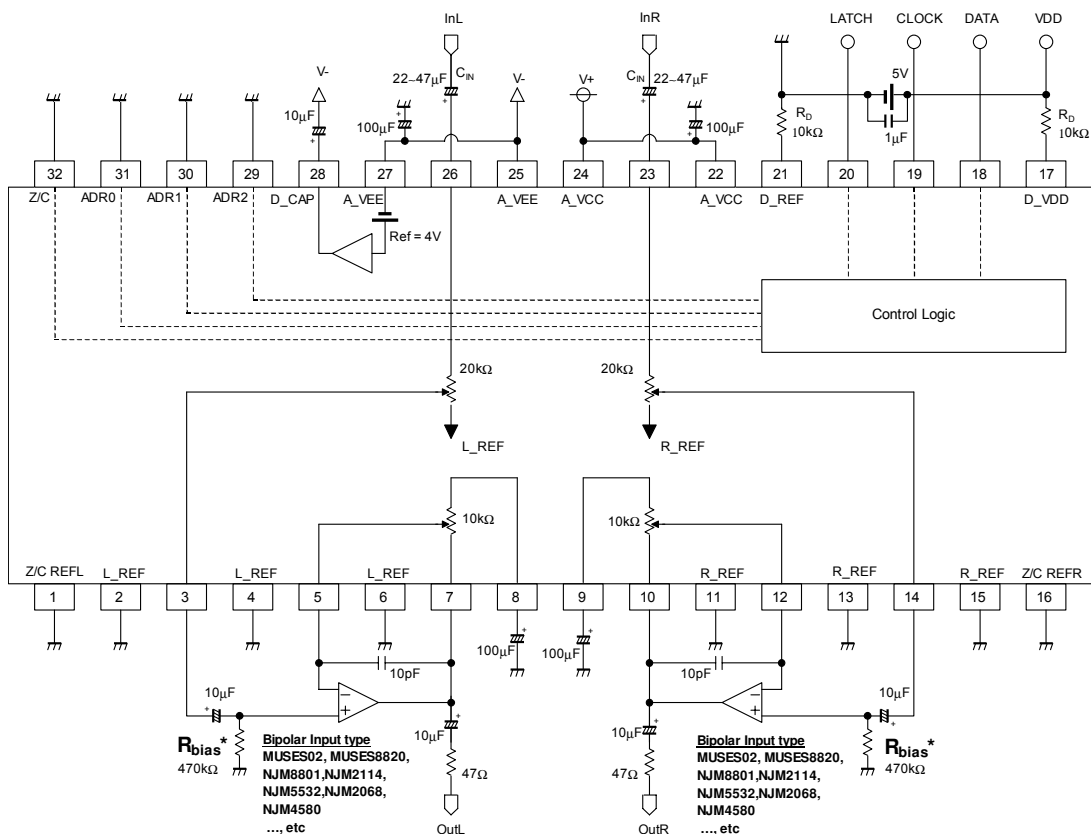 InL InR LATCH CLOCK DATA VDD
V- 22~47μF CIN V- V+ CIN 22~47μF 5V
10μF 100μF 100μF RD 10kΩ 1μF RD 10kΩ
32 31 30 29 28 27 26 25 24 23 22 21 20 19 18 17
Z/C ADR0 ADR1 ADR2 D_CAP A_VEE A_VEE A_VCC A_VCC D_REF D_VDD
Ref = 4V
Control Logic
20kΩ 20kΩ
L_REF R_REF
10kΩ 10kΩ
Z/C REFL L_REF L_REF L_REF R_REF R_REF R_REF Z/C REFR
1 2 3 4 5 6 7 8 9 10 11 12 13 14 15 16
+ 100μF 100μF +
10pF 10pF
10μF 10μF
+ − + − + +
Rbias* 470kΩ
Bipolar Input type
MUSES02, MUSES8820,
NJM8801,NJM2114,
NJM5532,NJM2068,
NJM4580
..., etc
10μF + 47Ω
OutL
10μF + 47Ω
OutR
Bipolar Input type
MUSES02, MUSES8820,
NJM8801,NJM2114,
NJM5532,NJM2068,
NJM4580
..., etc
Rbias* 470kΩ